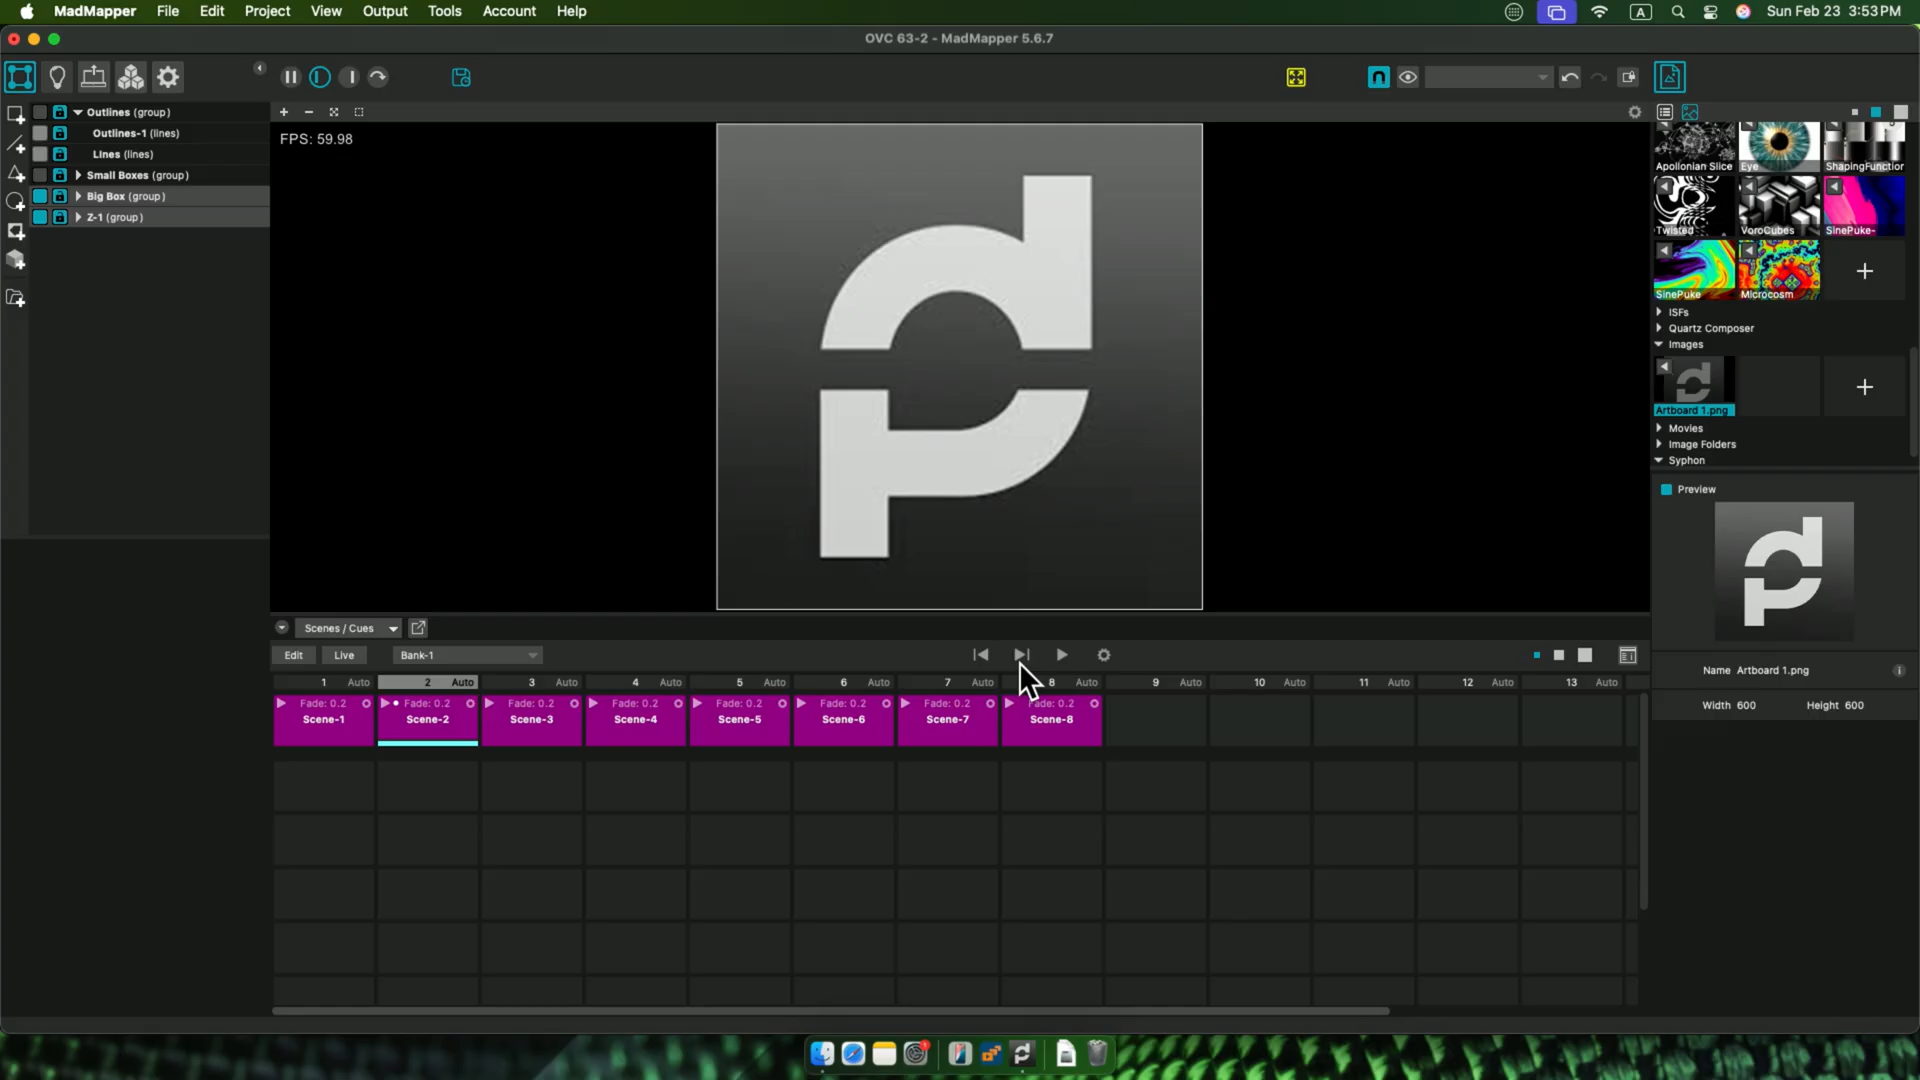 MadMapper File Edit Project View Output Tools Account Help
A
Sun Feb 23 3:53PM
OVC 63-2 - MadMapper 5.6.7
Outlines (group)
Outlines-1 (lines)
Lines (lines)
Small Boxes (group)
Big Box (group)
Z-1 (group)
FPS: 59.98
Apollonian Slice Eye ShapingFunction
Twisted VoroCubes SinePuke-
SinePuke Microcosm
ISFs
Quartz Composer
Images
Artboard 1.png
Movies
Image Folders
Syphon
Preview
Name Artboard 1.png
Width 600 Height 600
Scenes / Cues
Edit Live Bank-1
1 Auto 2 Auto 3 Auto 4 Auto 5 Auto 6 Auto 7 Auto 8 Auto 9 Auto 10 Auto 11 Auto 12 Auto 13 Auto
Fade: 0.2 Fade: 0.2 Fade: 0.2 Fade: 0.2 Fade: 0.2 Fade: 0.2 Fade: 0.2 Fade: 0.2
Scene-1 Scene-2 Scene-3 Scene-4 Scene-5 Scene-6 Scene-7 Scene-8